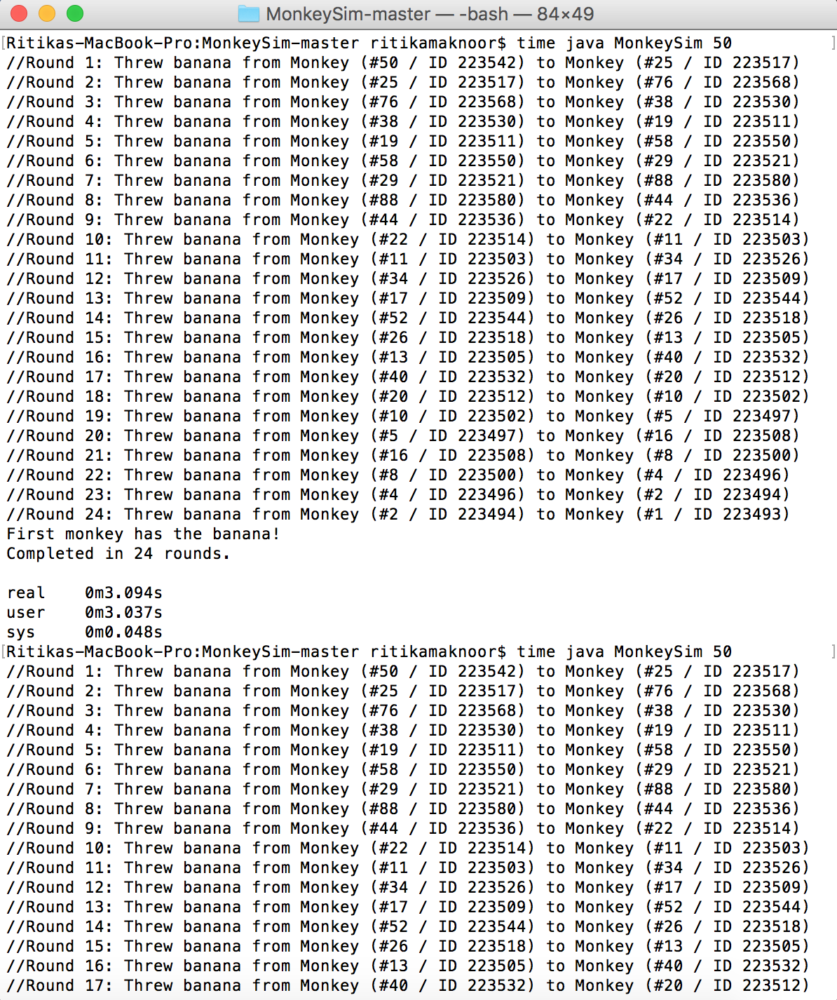 MonkeySim-master — -bash — 84×49
Ritikas-MacBook-Pro:MonkeySim-master ritikamaknoor$ time java MonkeySim 50
//Round 1: Threw banana from Monkey (#50 / ID 223542) to Monkey (#25 / ID 223517)
//Round 2: Threw banana from Monkey (#25 / ID 223517) to Monkey (#76 / ID 223568)
//Round 3: Threw banana from Monkey (#76 / ID 223568) to Monkey (#38 / ID 223530)
//Round 4: Threw banana from Monkey (#38 / ID 223530) to Monkey (#19 / ID 223511)
//Round 5: Threw banana from Monkey (#19 / ID 223511) to Monkey (#58 / ID 223550)
//Round 6: Threw banana from Monkey (#58 / ID 223550) to Monkey (#29 / ID 223521)
//Round 7: Threw banana from Monkey (#29 / ID 223521) to Monkey (#88 / ID 223580)
//Round 8: Threw banana from Monkey (#88 / ID 223580) to Monkey (#44 / ID 223536)
//Round 9: Threw banana from Monkey (#44 / ID 223536) to Monkey (#22 / ID 223514)
//Round 10: Threw banana from Monkey (#22 / ID 223514) to Monkey (#11 / ID 223503)
//Round 11: Threw banana from Monkey (#11 / ID 223503) to Monkey (#34 / ID 223526)
//Round 12: Threw banana from Monkey (#34 / ID 223526) to Monkey (#17 / ID 223509)
//Round 13: Threw banana from Monkey (#17 / ID 223509) to Monkey (#52 / ID 223544)
//Round 14: Threw banana from Monkey (#52 / ID 223544) to Monkey (#26 / ID 223518)
//Round 15: Threw banana from Monkey (#26 / ID 223518) to Monkey (#13 / ID 223505)
//Round 16: Threw banana from Monkey (#13 / ID 223505) to Monkey (#40 / ID 223532)
//Round 17: Threw banana from Monkey (#40 / ID 223532) to Monkey (#20 / ID 223512)
//Round 18: Threw banana from Monkey (#20 / ID 223512) to Monkey (#10 / ID 223502)
//Round 19: Threw banana from Monkey (#10 / ID 223502) to Monkey (#5 / ID 223497)
//Round 20: Threw banana from Monkey (#5 / ID 223497) to Monkey (#16 / ID 223508)
//Round 21: Threw banana from Monkey (#16 / ID 223508) to Monkey (#8 / ID 223500)
//Round 22: Threw banana from Monkey (#8 / ID 223500) to Monkey (#4 / ID 223496)
//Round 23: Threw banana from Monkey (#4 / ID 223496) to Monkey (#2 / ID 223494)
//Round 24: Threw banana from Monkey (#2 / ID 223494) to Monkey (#1 / ID 223493)
First monkey has the banana!
Completed in 24 rounds.
real 0m3.094s
user 0m3.037s
sys 0m0.048s
Ritikas-MacBook-Pro:MonkeySim-master ritikamaknoor$ time java MonkeySim 50
//Round 1: Threw banana from Monkey (#50 / ID 223542) to Monkey (#25 / ID 223517)
//Round 2: Threw banana from Monkey (#25 / ID 223517) to Monkey (#76 / ID 223568)
//Round 3: Threw banana from Monkey (#76 / ID 223568) to Monkey (#38 / ID 223530)
//Round 4: Threw banana from Monkey (#38 / ID 223530) to Monkey (#19 / ID 223511)
//Round 5: Threw banana from Monkey (#19 / ID 223511) to Monkey (#58 / ID 223550)
//Round 6: Threw banana from Monkey (#58 / ID 223550) to Monkey (#29 / ID 223521)
//Round 7: Threw banana from Monkey (#29 / ID 223521) to Monkey (#88 / ID 223580)
//Round 8: Threw banana from Monkey (#88 / ID 223580) to Monkey (#44 / ID 223536)
//Round 9: Threw banana from Monkey (#44 / ID 223536) to Monkey (#22 / ID 223514)
//Round 10: Threw banana from Monkey (#22 / ID 223514) to Monkey (#11 / ID 223503)
//Round 11: Threw banana from Monkey (#11 / ID 223503) to Monkey (#34 / ID 223526)
//Round 12: Threw banana from Monkey (#34 / ID 223526) to Monkey (#17 / ID 223509)
//Round 13: Threw banana from Monkey (#17 / ID 223509) to Monkey (#52 / ID 223544)
//Round 14: Threw banana from Monkey (#52 / ID 223544) to Monkey (#26 / ID 223518)
//Round 15: Threw banana from Monkey (#26 / ID 223518) to Monkey (#13 / ID 223505)
//Round 16: Threw banana from Monkey (#13 / ID 223505) to Monkey (#40 / ID 223532)
//Round 17: Threw banana from Monkey (#40 / ID 223532) to Monkey (#20 / ID 223512)